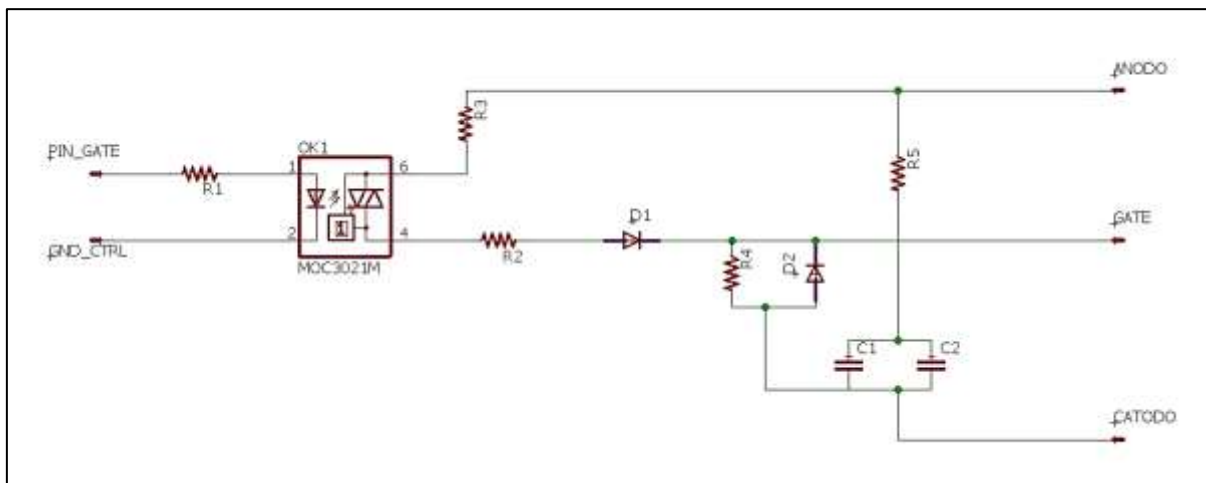 ANODO
R3
OK1
PIN_GATE
1
6
R5
R1
D1
GATE
2
4
GND_CTRL
R2
MOC3021M
R4
D2
C1
C2
CATODO